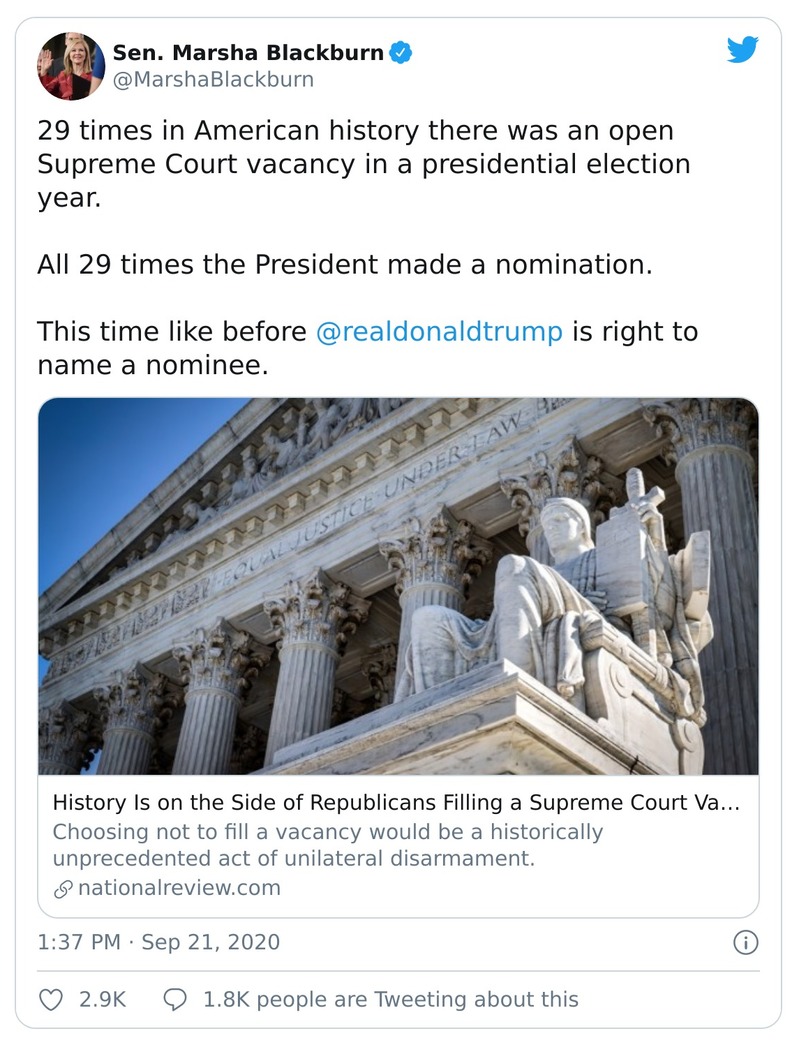 Sen. Marsha Blackburn
@MarshaBlackburn
29 times in American history there was an open
Supreme Court vacancy in a presidential election
year.
All 29 times the President made a nomination.
This time like before @realdonaldtrump is right to
name a nominee.
EQUAL·JUSTICE·UNDER·LAW
History Is on the Side of Republicans Filling a Supreme Court Va...
Choosing not to fill a vacancy would be a historically
unprecedented act of unilateral disarmament.
nationalreview.com
1:37 PM · Sep 21, 2020
2.9K 1.8K people are Tweeting about this